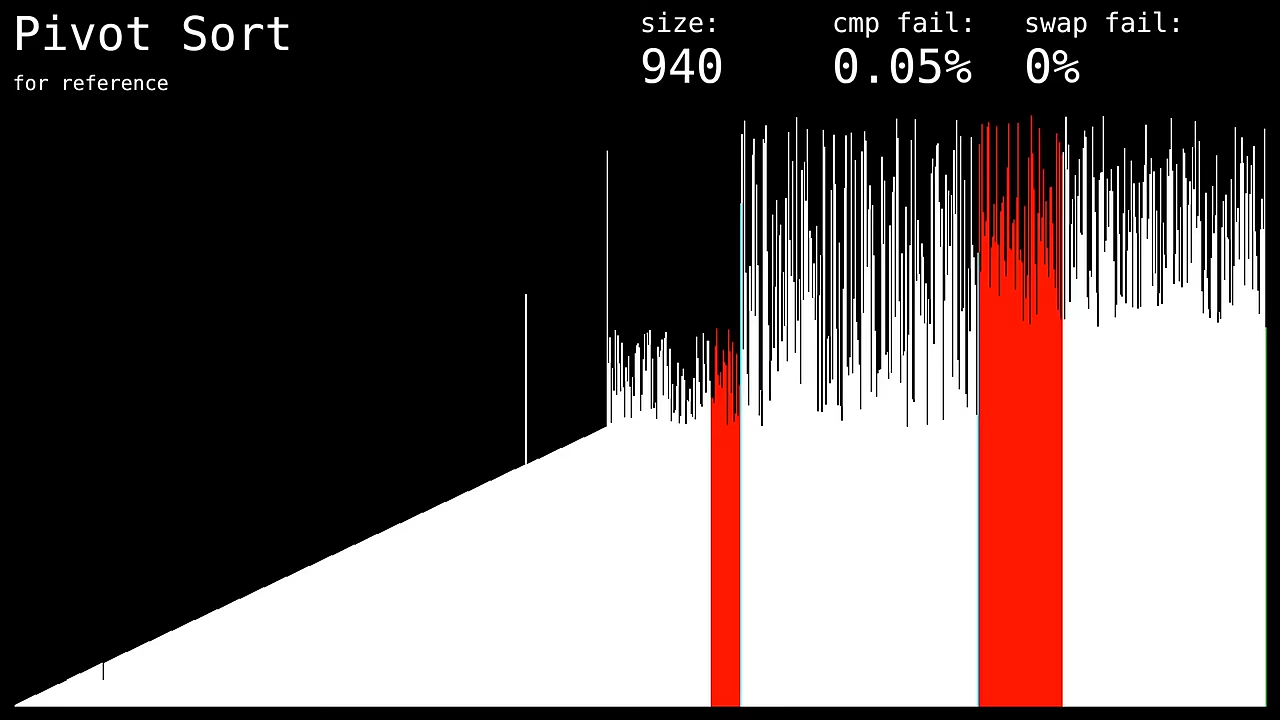 Pivot Sort
for reference
size:
940
cmp fail:
0.05%
swap fail:
0%